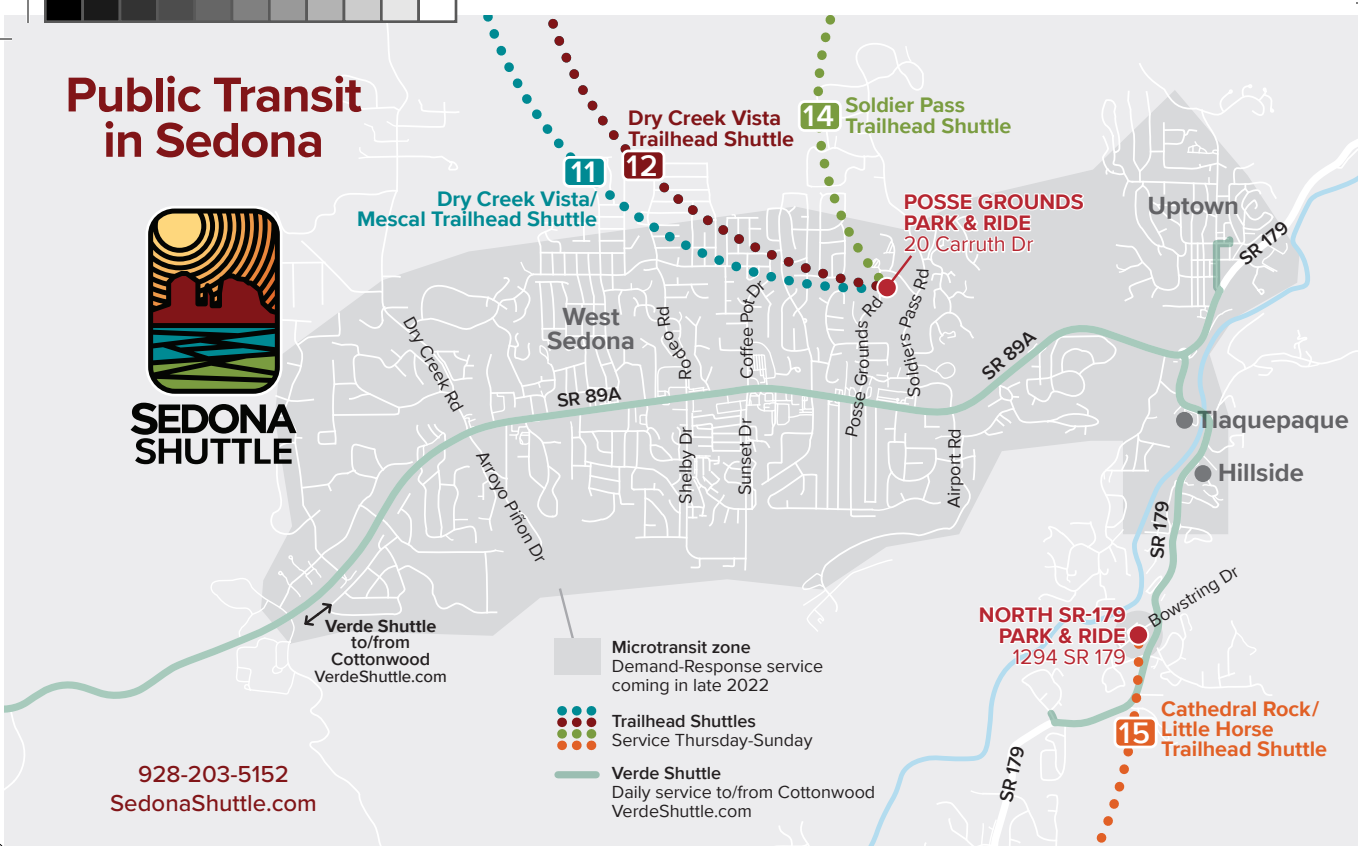 Public Transit
in Sedona
SEDONA
SHUTTLE
928-203-5152
SedonaShuttle.com
11
Dry Creek Vista/
Mescal Trailhead Shuttle
12
Dry Creek Vista
Trailhead Shuttle
14
Soldier Pass
Trailhead Shuttle
POSSE GROUNDS
PARK & RIDE
20 Carruth Dr
Uptown
SR 179
West
Sedona
Dry Creek Rd
Rodeo Rd
Coffee Pot Dr
Posse Grounds Rd
Soldiers Pass Rd
SR 89A
SR 89A
Arroyo Piñon Dr
Shelby Dr
Sunset Dr
Airport Rd
Tlaquepaque
Hillside
SR 179
Bowstring Dr
NORTH SR-179
PARK & RIDE
1294 SR 179
15
Cathedral Rock/
Little Horse
Trailhead Shuttle
SR 179
Verde Shuttle
to/from
Cottonwood
VerdeShuttle.com
Microtransit zone
Demand-Response service
coming in late 2022
Trailhead Shuttles
Service Thursday-Sunday
Verde Shuttle
Daily service to/from Cottonwood
VerdeShuttle.com